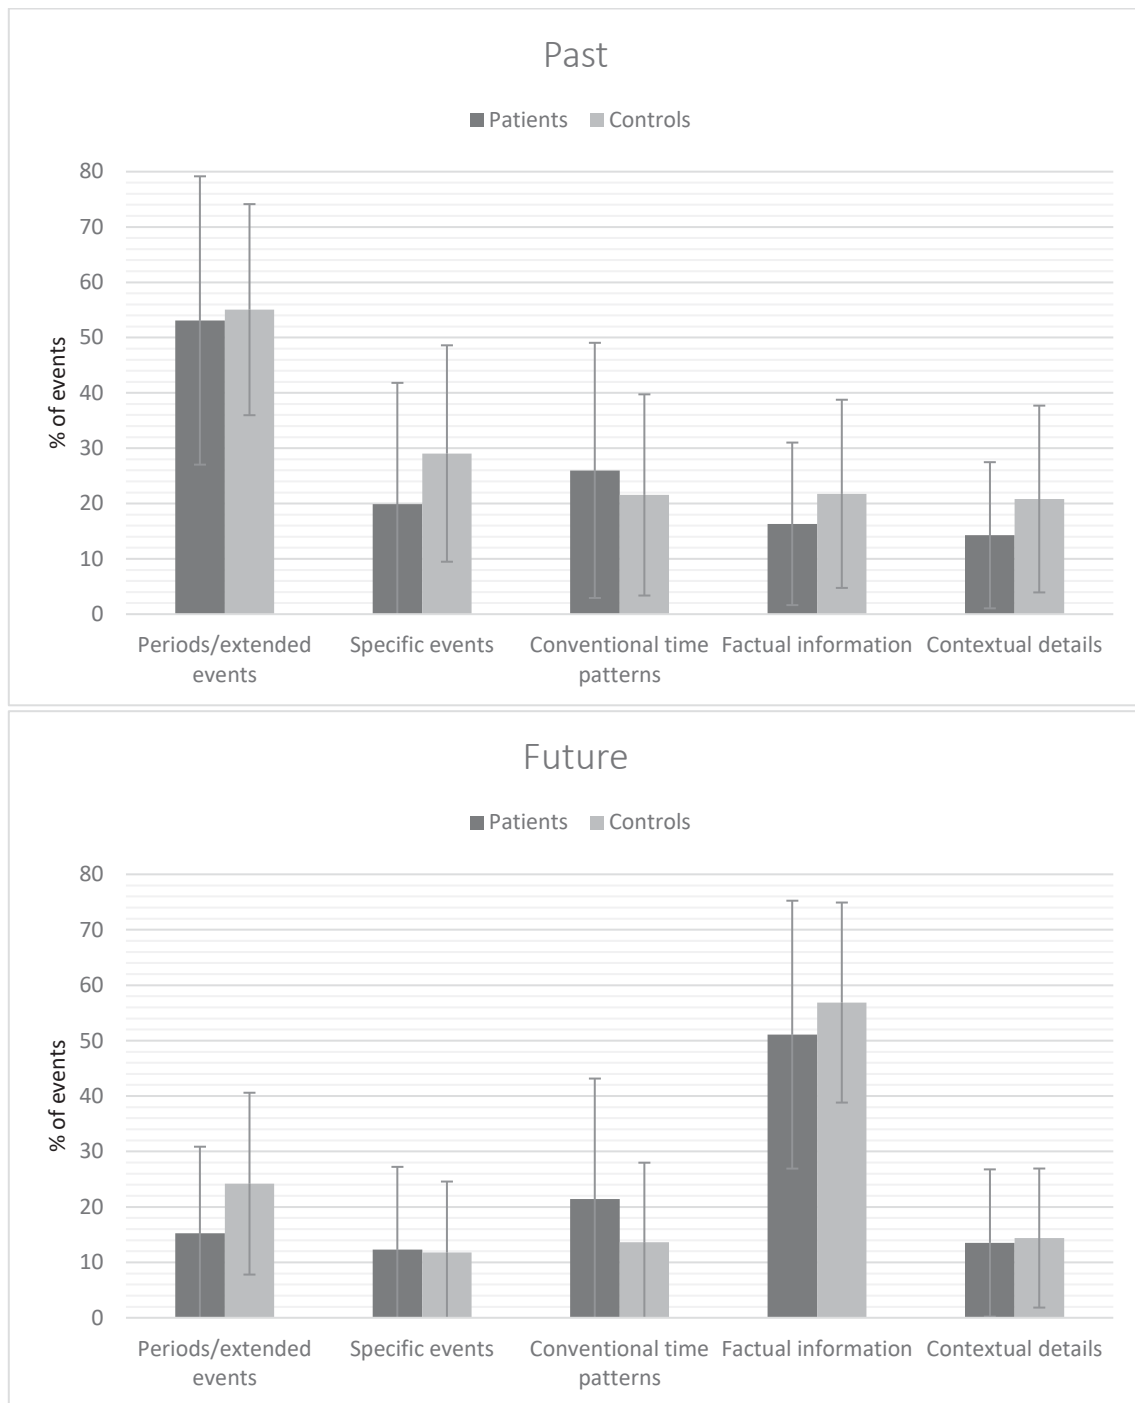 Past
Patients Controls
80
70
60
50
40
30
20
10
0
% of events
Periods/extended events
Specific events
Conventional time patterns
Factual information
Contextual details
Future
Patients Controls
80
70
60
50
40
30
20
10
0
% of events
Periods/extended events
Specific events
Conventional time patterns
Factual information
Contextual details